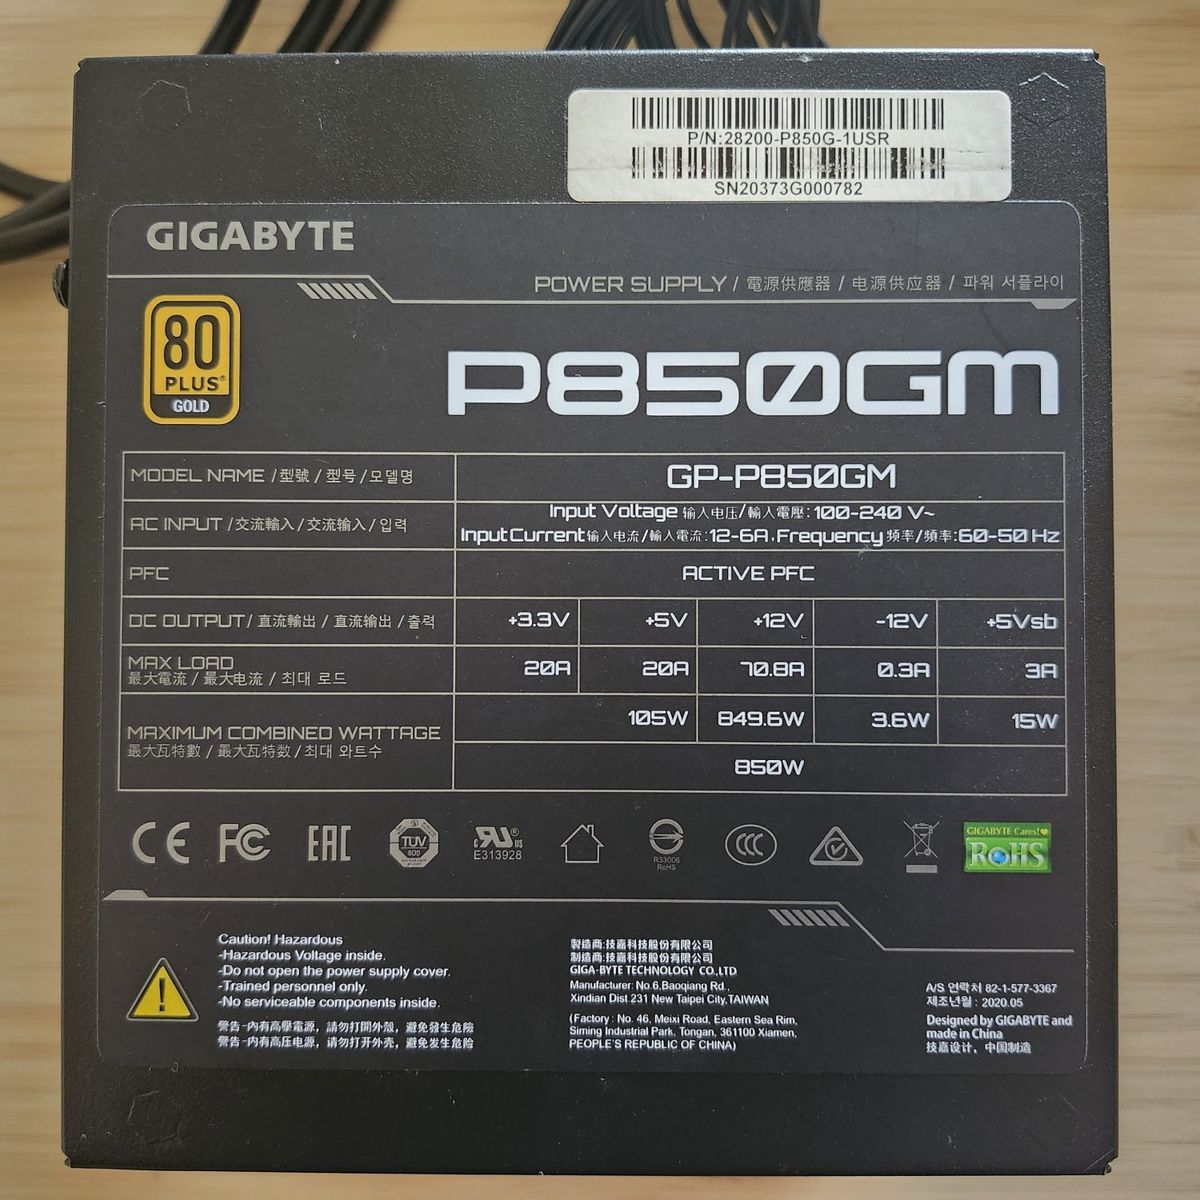 P/N:28200-P850G-1USR
SN20373G000782
GIGABYTE
POWER SUPPLY / 電源供應器 / 电源供应器 / 파워 서플라이
80
PLUS®
GOLD
P850GM
MODEL NAME / 型號 / 型号 / 모델명 GP-P850GM
AC INPUT / 交流輸入 / 交流输入 / 입력 Input Voltage 输入电压/輸入電壓: 100-240 V~
Input Current 输入电流/輸入電流: 12-6A, Frequency 频率/頻率:60-50 Hz
PFC ACTIVE PFC
DC OUTPUT / 直流輸出 / 直流输出 / 출력 +3.3V +5V +12V -12V +5Vsb
MAX LOAD 20A 20A 70.8A 0.3A 3A
最大電流 / 最大电流 / 최대 로드
MAXIMUM COMBINED WATTAGE 105W 849.6W 3.6W 15W
最大瓦特數 / 最大瓦特数 / 최대 와트수
850W
CE FC EAC
TUV
SUD
c UR® us
E313928
R33006
RoHS
CCC
GIGABYTE Cares!
RoHS
Caution! Hazardous
-Hazardous Voltage inside.
-Do not open the power supply cover.
-Trained personnel only.
-No serviceable components inside.
警告-內有高壓電源，請勿打開外殼，避免發生危險
警告-内有高压电源，请勿打开外壳，避免发生危险
製造商:技嘉科技股份有限公司
制造商:技嘉科技股份有限公司
GIGA-BYTE TECHNOLOGY CO.,LTD
Manufacturer: No.6,Baoqiang Rd.,
Xindian Dist.231 New Taipei City,TAIWAN
(Factory : No. 46, Meixi Road, Eastern Sea Rim,
Siming Industrial Park, Tongan, 361100 Xiamen,
PEOPLE'S REPUBLIC OF CHINA)
A/S 연락처 82-1-577-3367
제조년월 : 2020.05
Designed by GIGABYTE and
made in China
技嘉设计，中国制造